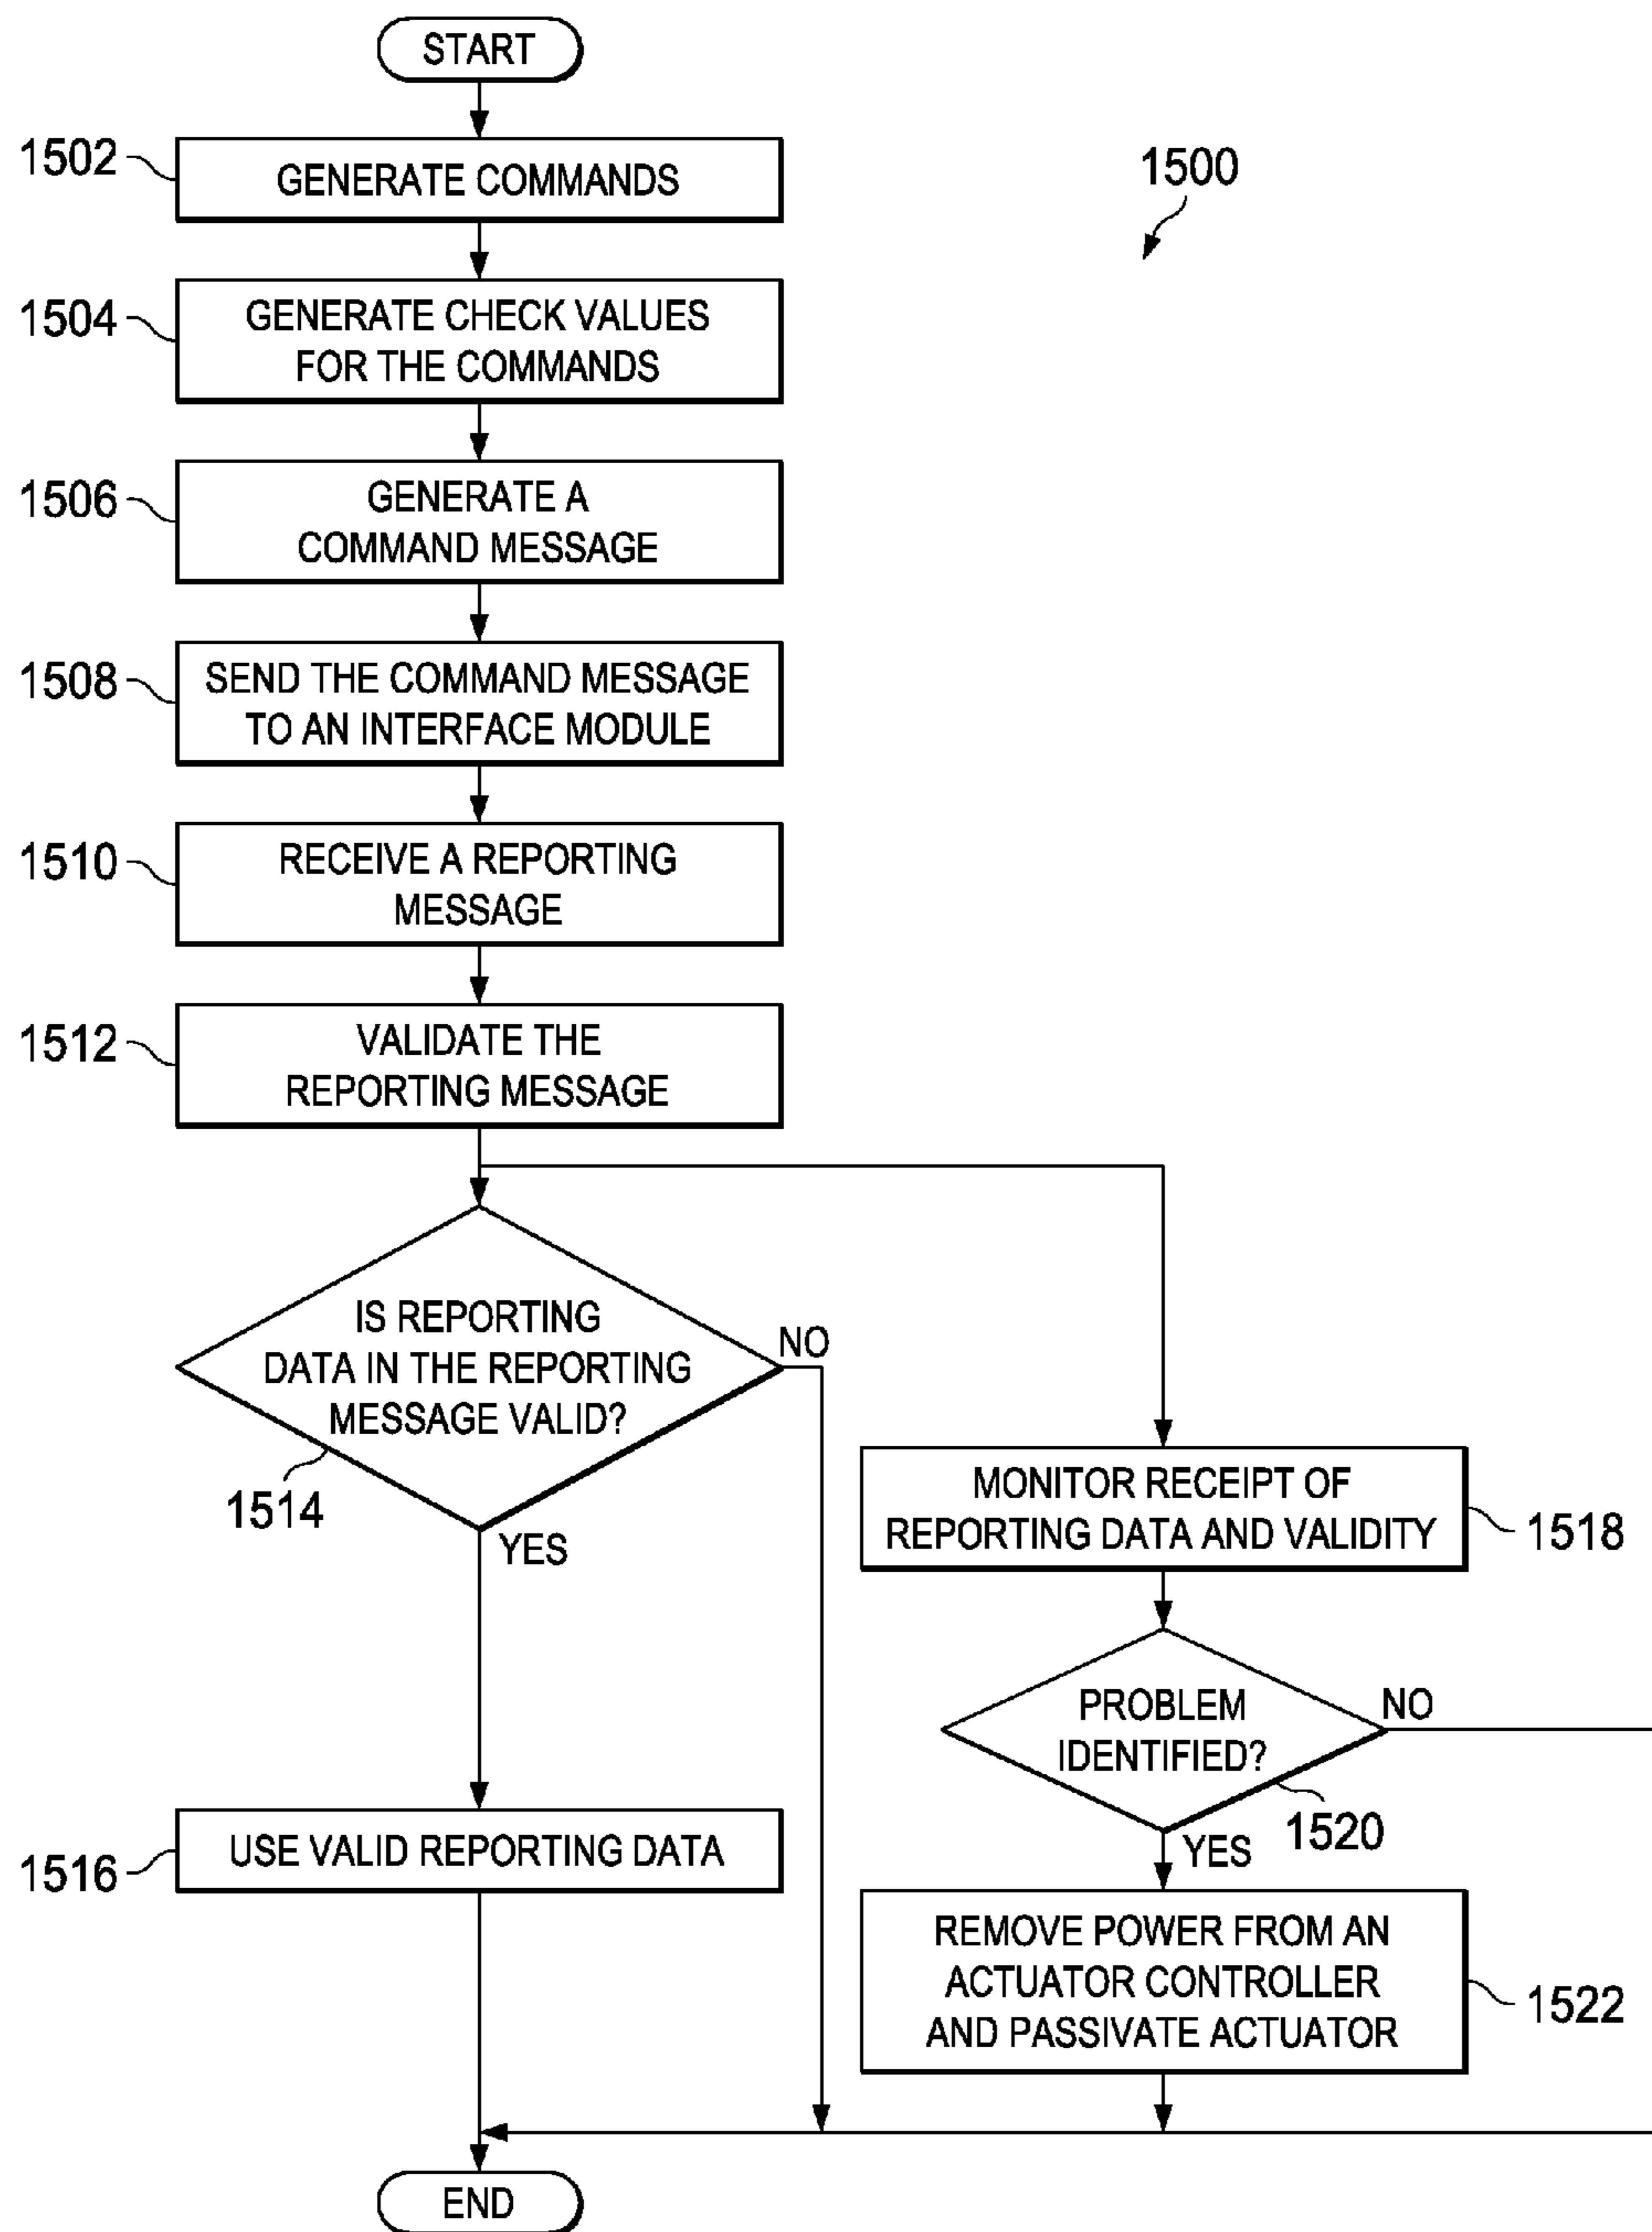 START
1502
GENERATE COMMANDS
1500
1504
GENERATE CHECK VALUES
FOR THE COMMANDS
1506
GENERATE A
COMMAND MESSAGE
1508
SEND THE COMMAND MESSAGE
TO AN INTERFACE MODULE
1510
RECEIVE A REPORTING
MESSAGE
1512
VALIDATE THE
REPORTING MESSAGE
IS REPORTING
DATA IN THE REPORTING
MESSAGE VALID?
NO
1514
YES
MONITOR RECEIPT OF
REPORTING DATA AND VALIDITY
1518
PROBLEM
IDENTIFIED?
NO
1520
YES
1516
USE VALID REPORTING DATA
REMOVE POWER FROM AN
ACTUATOR CONTROLLER
AND PASSIVATE ACTUATOR
1522
END